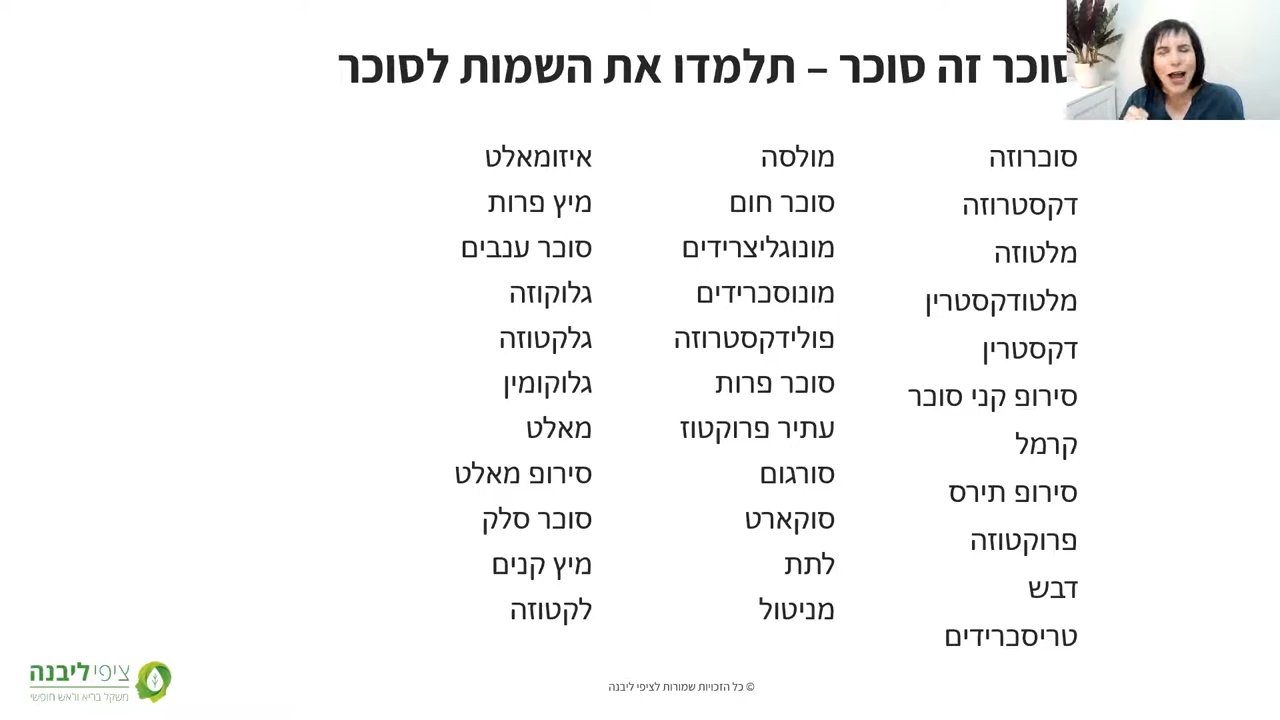 סוכר זה סוכר – תלמדו את השמות לסוכר
סוכרוזה
דקסטרוזה
מלטוזה
מלטודקסטרין
דקסטרין
סירופ קני סוכר
קרמל
סירופ תירס
פרוקטוזה
דבש
טריסכרידים
מולסה
סוכר חום
מונוגליצרידים
מונוסכרידים
פולידקסטרוזה
סוכר פרות
עתיר פרוקטוז
סורגום
סוקארט
לתת
מניטול
איזומאלט
מיץ פרות
סוכר ענבים
גלוקוזה
גלקטוזה
גלוקומין
מאלט
סירופ מאלט
סוכר סלק
מיץ קנים
לקטוזה
© כל הזכויות שמורות לציפי ליבנה
ציפי ליבנה
משקל בריא וראש חופשי